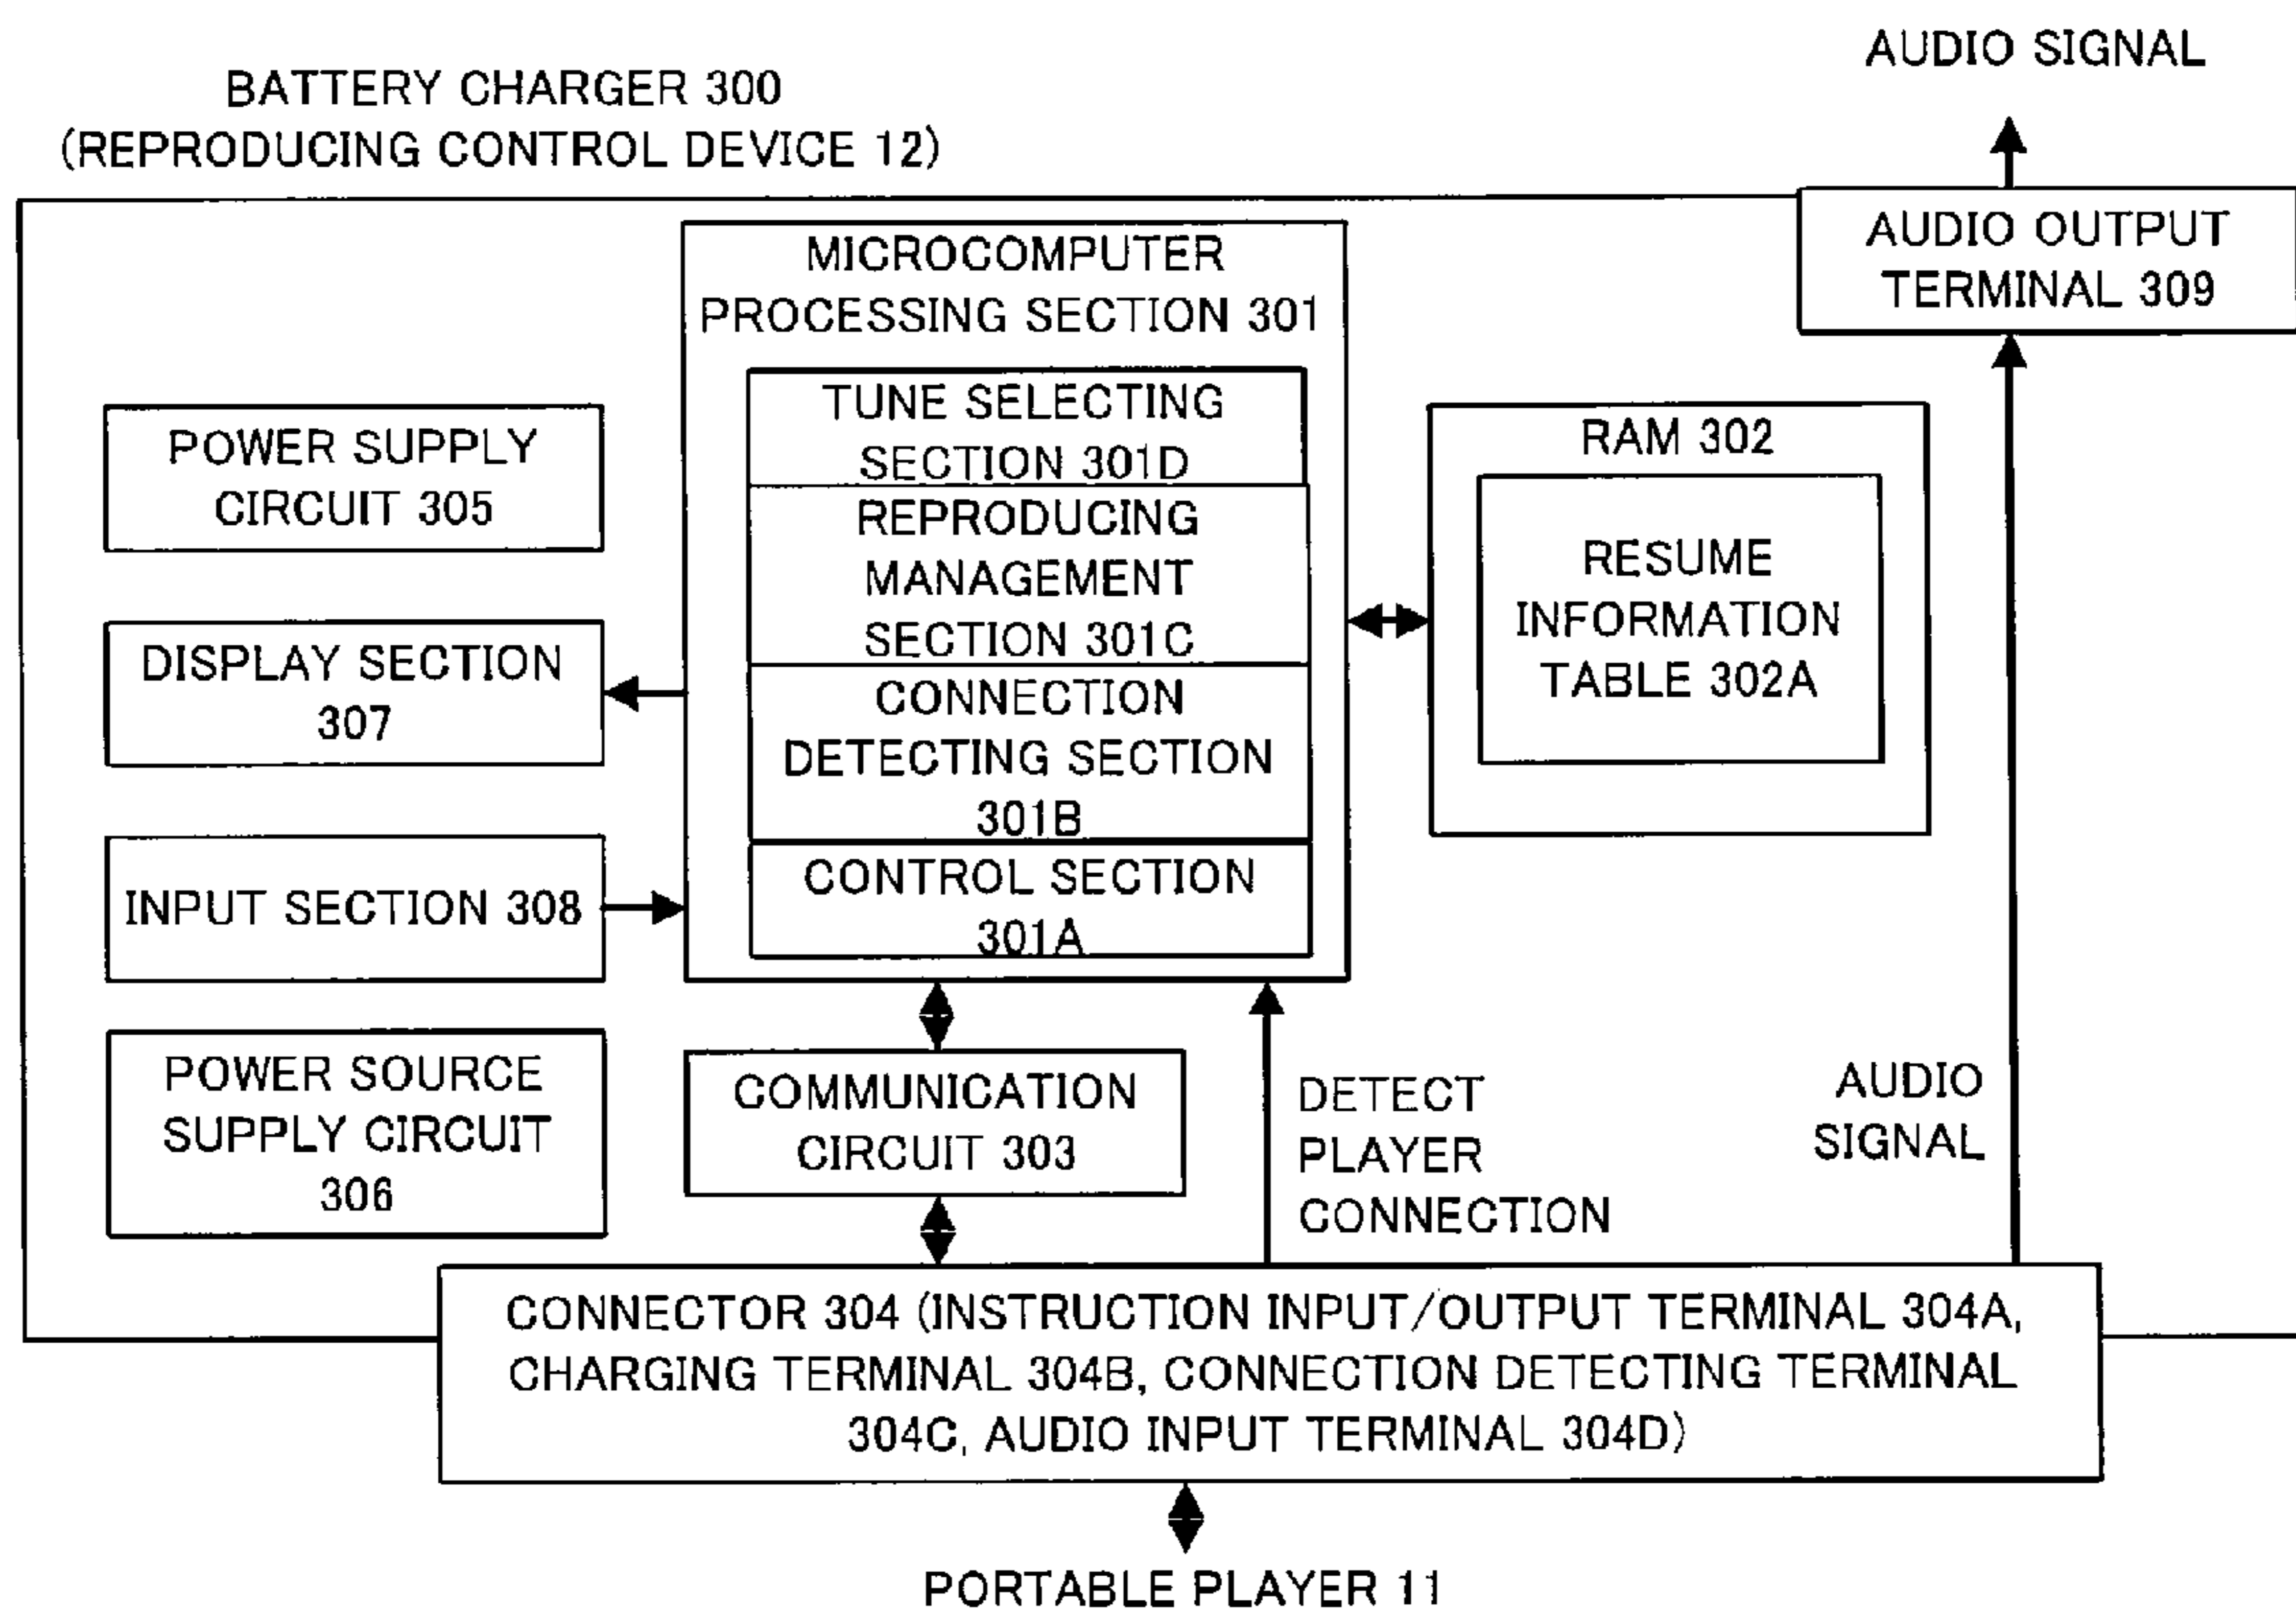 AUDIO SIGNAL
BATTERY CHARGER 300
(REPRODUCING CONTROL DEVICE 12)
AUDIO OUTPUT
TERMINAL 309
MICROCOMPUTER
PROCESSING SECTION 301
TUNE SELECTING
SECTION 301D
REPRODUCING
MANAGEMENT
SECTION 301C
CONNECTION
DETECTING SECTION
301B
CONTROL SECTION
301A
POWER SUPPLY
CIRCUIT 305
DISPLAY SECTION
307
INPUT SECTION 308
POWER SOURCE
SUPPLY CIRCUIT
306
RAM 302
RESUME
INFORMATION
TABLE 302A
COMMUNICATION
CIRCUIT 303
DETECT
PLAYER
CONNECTION
AUDIO
SIGNAL
CONNECTOR 304 (INSTRUCTION INPUT/OUTPUT TERMINAL 304A,
CHARGING TERMINAL 304B, CONNECTION DETECTING TERMINAL
304C, AUDIO INPUT TERMINAL 304D)
PORTABLE PLAYER 11